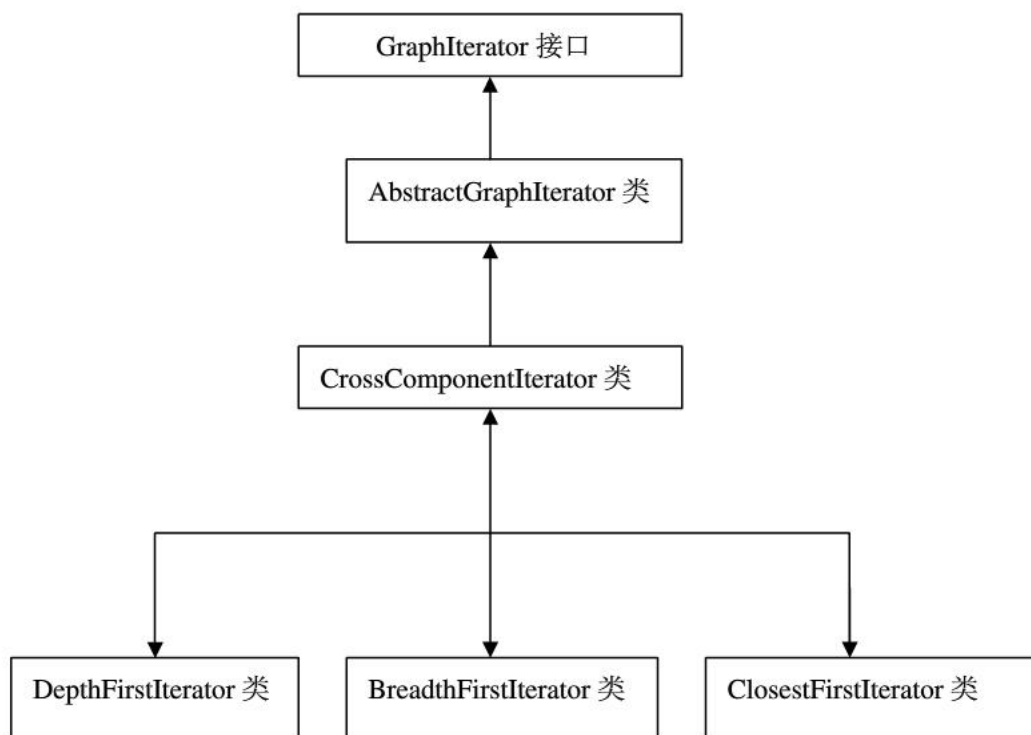 GraphIterator 接口
AbstractGraphIterator 类
CrossComponentIterator 类
DepthFirstIterator 类
BreadthFirstIterator 类
ClosestFirstIterator 类